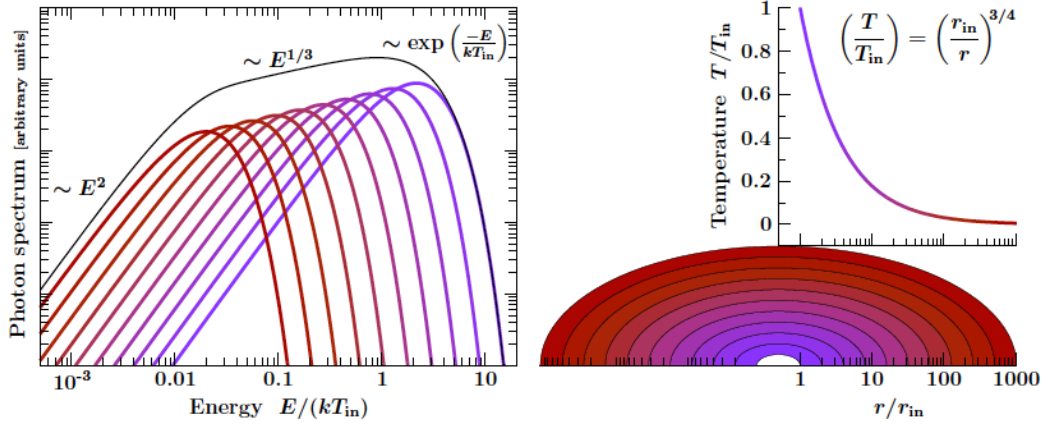 Photon spectrum [arbitrary units]
∼ E^2
∼ E^{1/3}
∼ exp(−E/kT_in)
10^{-3} 0.01 0.1 1 10
Energy E/(kT_in)
Temperature T/T_in
1
0.8
0.6
0.4
0.2
0
(T/T_in) = (r_in/r)^{3/4}
1 10 100 1000
r/r_in